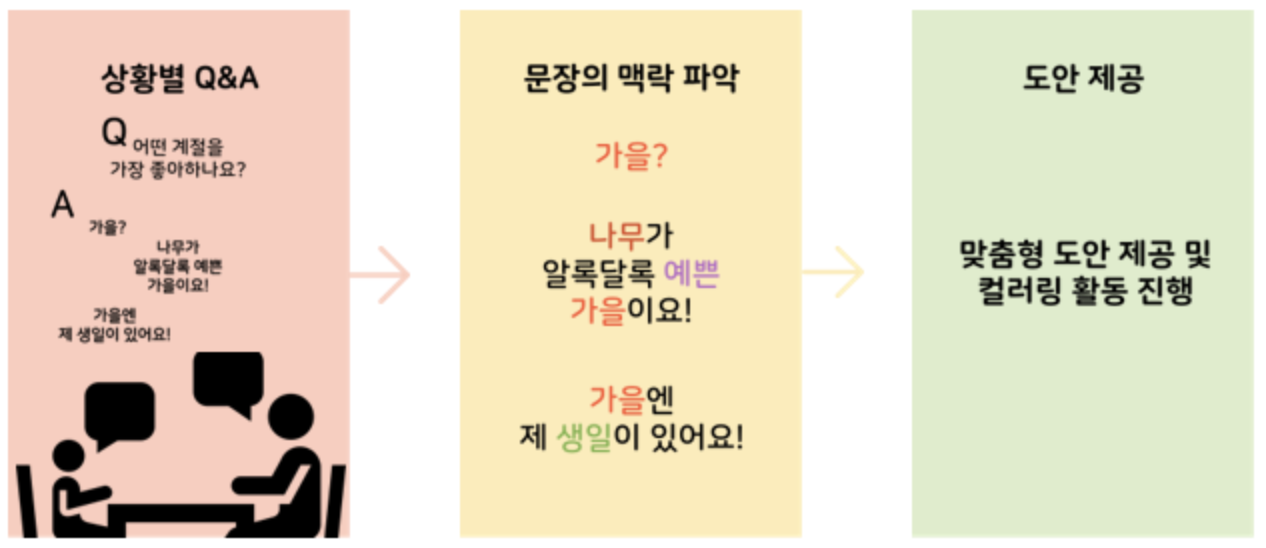 상황별 Q&A
Q 어떤 계절을
가장 좋아하나요?
A
가을?
나무가
알록달록 예쁜
가을이요!
가을엔
제 생일이 있어요!
문장의 맥락 파악
가을?
나무가
알록달록 예쁜
가을이요!
가을엔
제 생일이 있어요!
도안 제공
맞춤형 도안 제공 및
컬러링 활동 진행